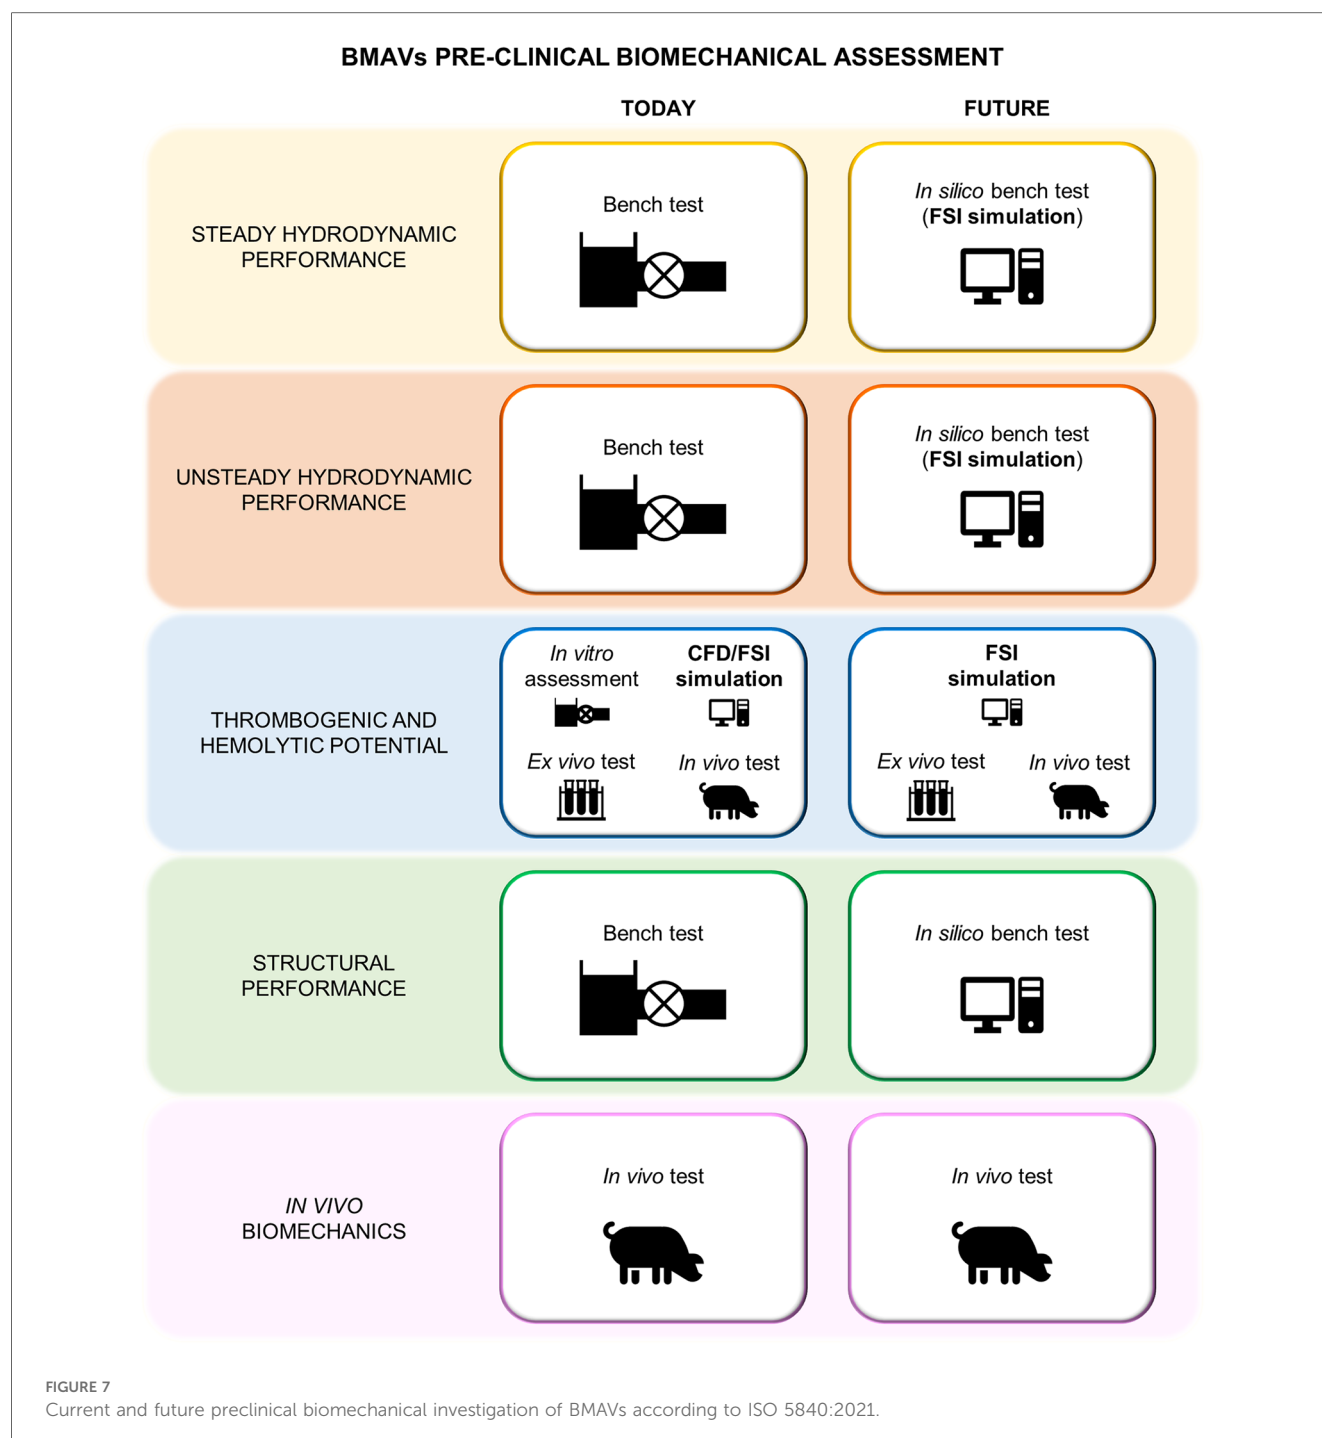 BMAVs PRE-CLINICAL BIOMECHANICAL ASSESSMENT
TODAY
FUTURE
STEADY HYDRODYNAMIC
PERFORMANCE
Bench test
In silico bench test
(FSI simulation)
UNSTEADY HYDRODYNAMIC
PERFORMANCE
Bench test
In silico bench test
(FSI simulation)
THROMBOGENIC AND
HEMOLYTIC POTENTIAL
In vitro
assessment
CFD/FSI
simulation
Ex vivo test
In vivo test
FSI
simulation
Ex vivo test
In vivo test
STRUCTURAL
PERFORMANCE
Bench test
In silico bench test
IN VIVO
BIOMECHANICS
In vivo test
In vivo test
FIGURE 7
Current and future preclinical biomechanical investigation of BMAVs according to ISO 5840:2021.